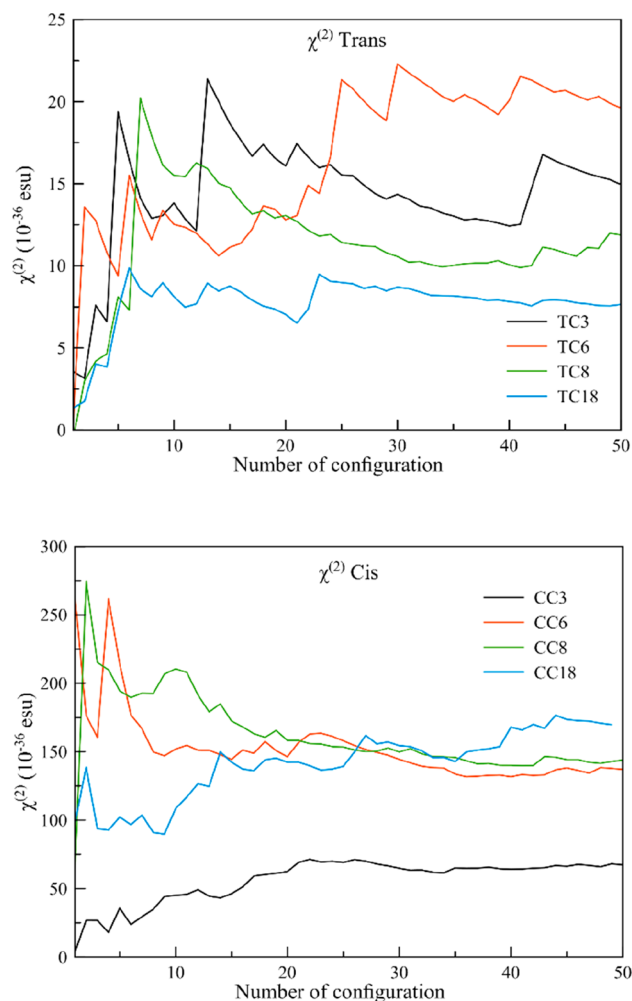 χ(2) Trans
χ(2) (10-36 esu)
25
20
15
10
5
0
10
20
30
40
50
TC3
TC6
TC8
TC18
Number of configuration
χ(2) Cis
χ(2) (10-36 esu)
300
250
200
150
100
50
0
10
20
30
40
50
CC3
CC6
CC8
CC18
Number of configuration